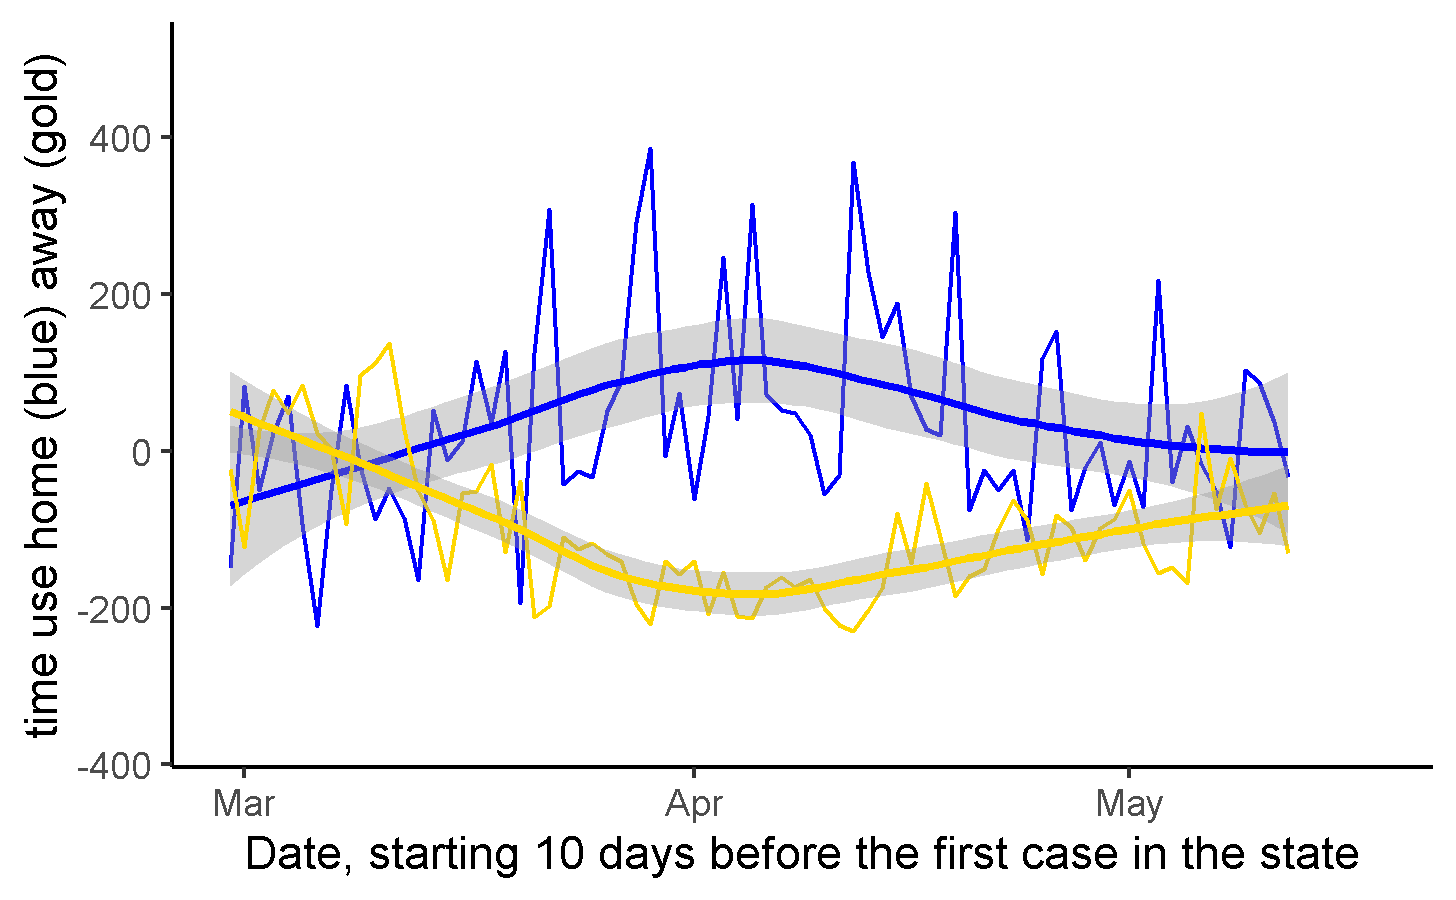 time use home (blue) away (gold)
400
200
0
-200
-400
Mar
Apr
May
Date, starting 10 days before the first case in the state